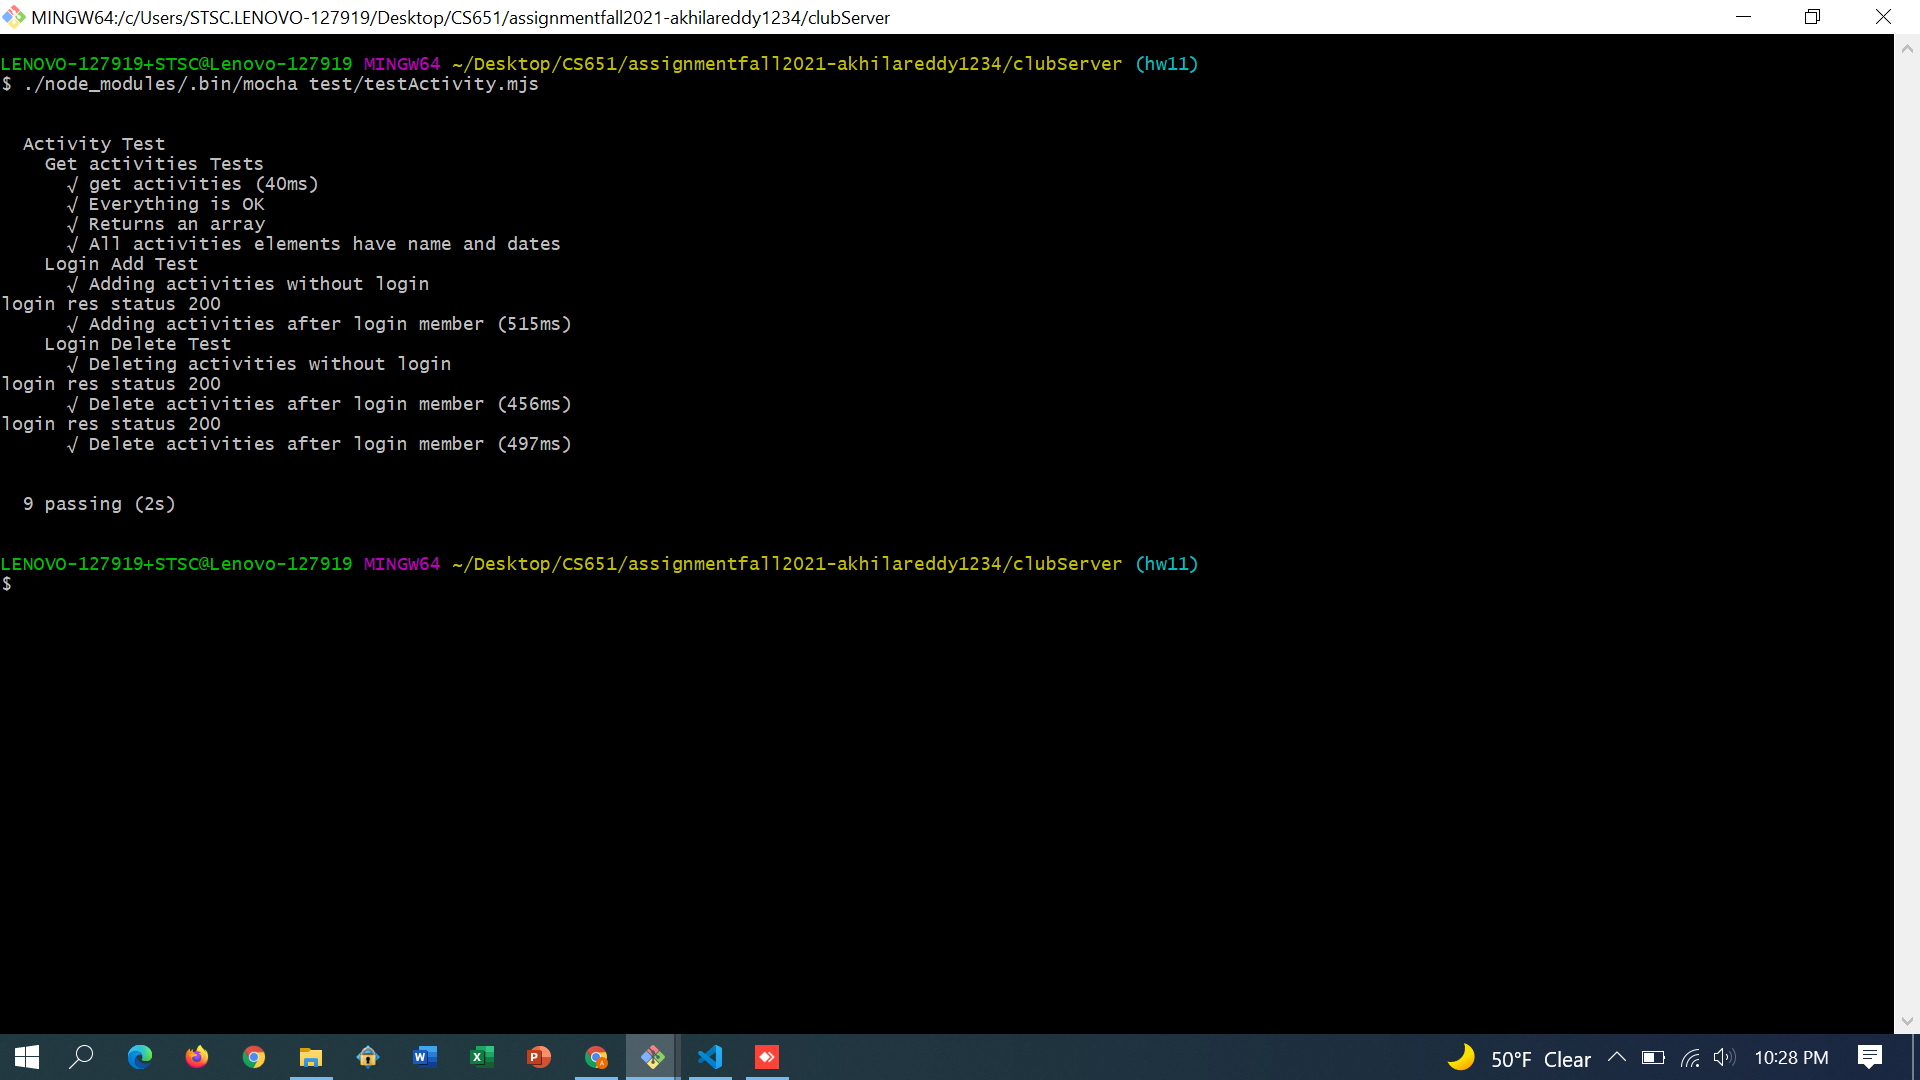 MINGW64:/c/Users/STSC.LENOVO-127919/Desktop/CS651/assignmentfall2021-akhilareddy1234/clubServer
LENOVO-127919+STSC@Lenovo-127919 MINGW64 ~/Desktop/CS651/assignmentfall2021-akhilareddy1234/clubServer (hw11)
$ ./node_modules/.bin/mocha test/testActivity.mjs
Activity Test
Get activities Tests
√ get activities (40ms)
√ Everything is OK
√ Returns an array
√ All activities elements have name and dates
Login Add Test
√ Adding activities without login
login res status 200
√ Adding activities after login member (515ms)
Login Delete Test
√ Deleting activities without login
login res status 200
√ Delete activities after login member (456ms)
login res status 200
√ Delete activities after login member (497ms)
9 passing (2s)
LENOVO-127919+STSC@Lenovo-127919 MINGW64 ~/Desktop/CS651/assignmentfall2021-akhilareddy1234/clubServer (hw11)
$
50°F Clear 10:28 PM